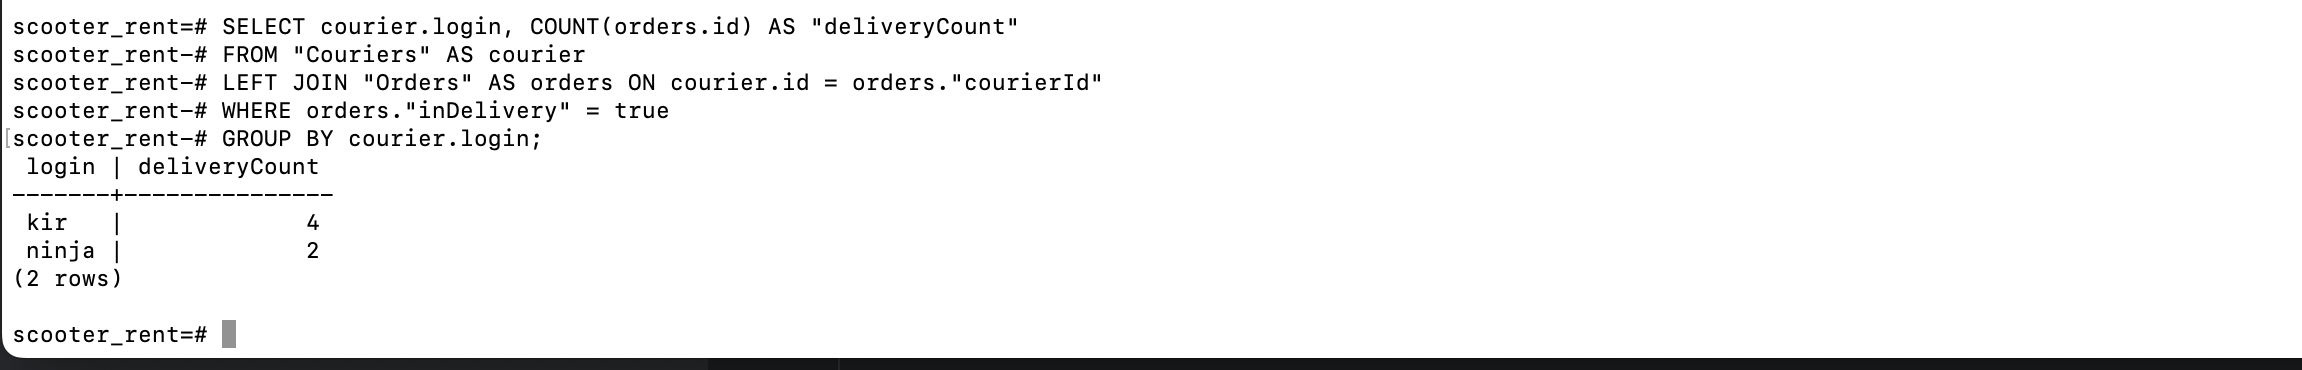 scooter_rent=# SELECT courier.login, COUNT(orders.id) AS "deliveryCount"
scooter_rent-# FROM "Couriers" AS courier
scooter_rent-# LEFT JOIN "Orders" AS orders ON courier.id = orders."courierId"
scooter_rent-# WHERE orders."inDelivery" = true
[scooter_rent-# GROUP BY courier.login;
 login | deliveryCount
-------+---------------
 kir   |             4
 ninja |             2
(2 rows)
scooter_rent=#